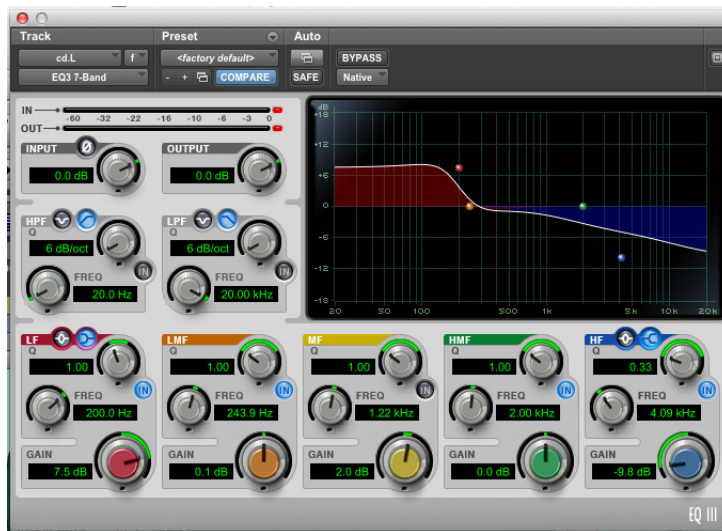 Track Preset Auto
cd.L f <factory default>
BYPASS
EQ3 7-Band - + COMPARE SAFE Native
IN -60 -32 -22 -16 -10 -6 -3 0
OUT
INPUT Ø OUTPUT
0.0 dB 0.0 dB
HPF LPF
Q Q
6 dB/oct 6 dB/oct
IN IN
FREQ FREQ
20.0 Hz 20.00 kHz
dB
+18
+12
+6
0
-6
-12
-18
20 50 100 500 1k 5k 10k 20k
LF LMF MF HMF HF
Q Q Q Q Q
1.00 1.00 1.00 1.00 0.33
IN IN IN IN IN
FREQ FREQ FREQ FREQ FREQ
200.0 Hz 243.9 Hz 1.22 kHz 2.00 kHz 4.09 kHz
GAIN GAIN GAIN GAIN GAIN
7.5 dB 0.1 dB 2.0 dB 0.0 dB -9.8 dB
EQ III